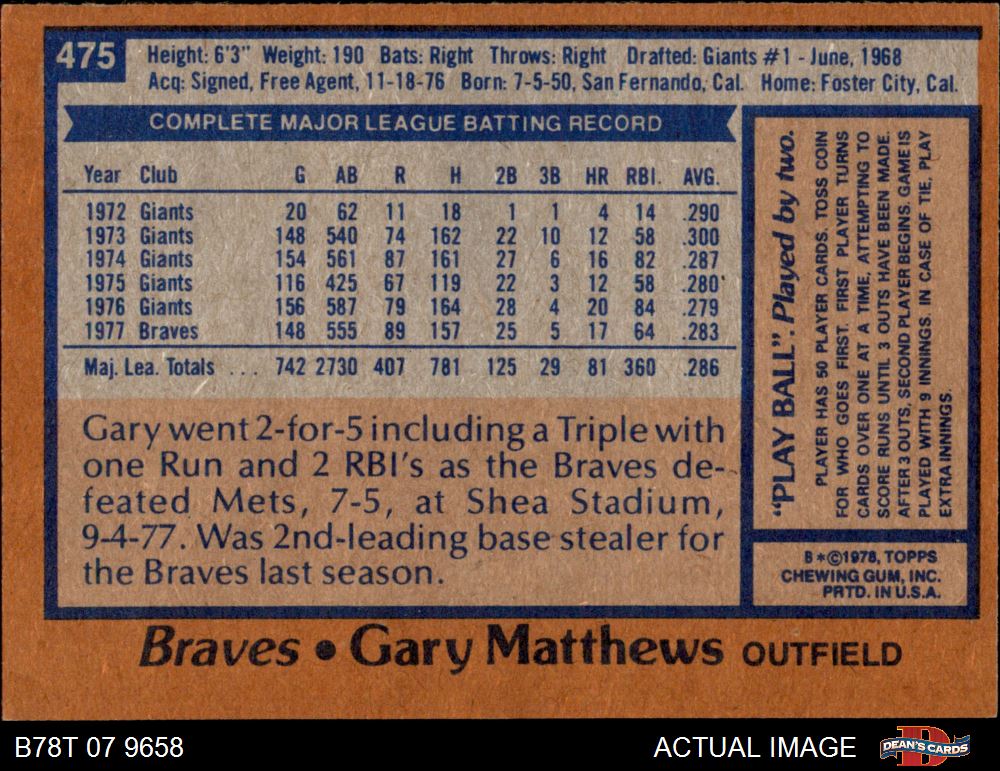 475
Height: 6'3" Weight: 190 Bats: Right Throws: Right Drafted: Giants #1 - June, 1968
Acq: Signed, Free Agent, 11-18-76 Born: 7-5-50, San Fernando, Cal. Home: Foster City, Cal.
COMPLETE MAJOR LEAGUE BATTING RECORD
Year Club G AB R H 2B 3B HR RBI. AVG.
1972 Giants 20 62 11 18 1 1 4 14 .290
1973 Giants 148 540 74 162 22 10 12 58 .300
1974 Giants 154 561 87 161 27 6 16 82 .287
1975 Giants 116 425 67 119 22 3 12 58 .280
1976 Giants 156 587 79 164 28 4 20 84 .279
1977 Braves 148 555 89 157 25 5 17 64 .283
Maj. Lea. Totals ... 742 2730 407 781 125 29 81 360 .286
Gary went 2-for-5 including a Triple with
one Run and 2 RBI's as the Braves de-
feated Mets, 7-5, at Shea Stadium,
9-4-77. Was 2nd-leading base stealer for
the Braves last season.
"PLAY BALL". Played by two.
PLAYER HAS 50 PLAYER CARDS. TOSS COIN
FOR WHO GOES FIRST. FIRST PLAYER TURNS
CARDS OVER ONE AT A TIME, ATTEMPTING TO
SCORE RUNS UNTIL 3 OUTS HAVE BEEN MADE.
AFTER 3 OUTS, SECOND PLAYER BEGINS. GAME IS
PLAYED WITH 9 INNINGS. IN CASE OF TIE, PLAY
EXTRA INNINGS.
B*©1978, TOPPS
CHEWING GUM, INC.
PRTD. IN U.S.A.
Braves • Gary Matthews OUTFIELD
B78T 07 9658
ACTUAL IMAGE
DEAN'S CARDS